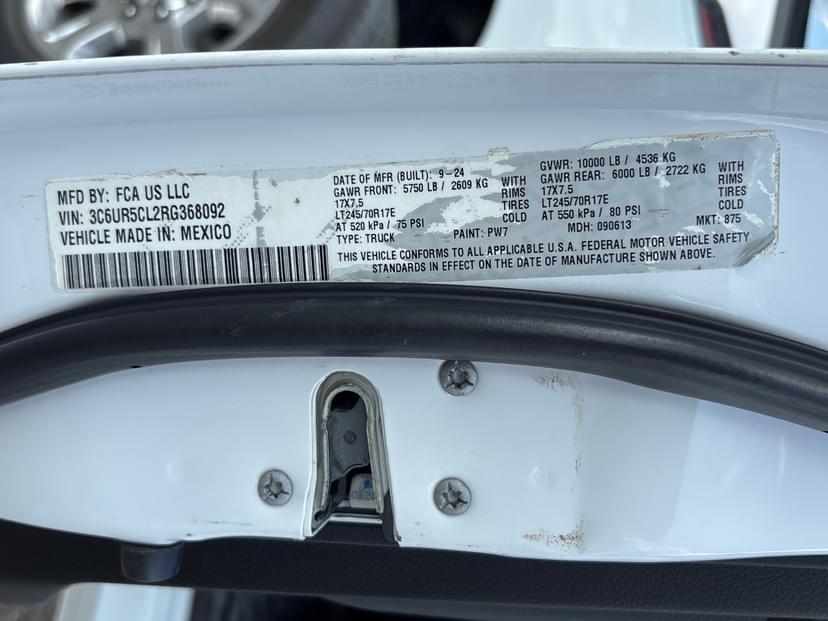 MFD BY: FCA US LLC
VIN: 3C6UR5CL2RG368092
VEHICLE MADE IN: MEXICO
DATE OF MFR (BUILT): 9-24
GAWR FRONT: 5750 LB / 2609 KG
17X7.5
LT245/70R17E
AT 520 kPa / 75 PSI
WITH
RIMS
TIRES
COLD
TYPE: TRUCK PAINT: PW7
GVWR: 10000 LB / 4536 KG
GAWR REAR: 6000 LB / 2722 KG
17X7.5
LT245/70R17E
AT 550 kPa / 80 PSI
WITH
RIMS
TIRES
COLD
MDH: 090613 MKT: 875
THIS VEHICLE CONFORMS TO ALL APPLICABLE U.S.A. FEDERAL MOTOR VEHICLE SAFETY
STANDARDS IN EFFECT ON THE DATE OF MANUFACTURE SHOWN ABOVE.